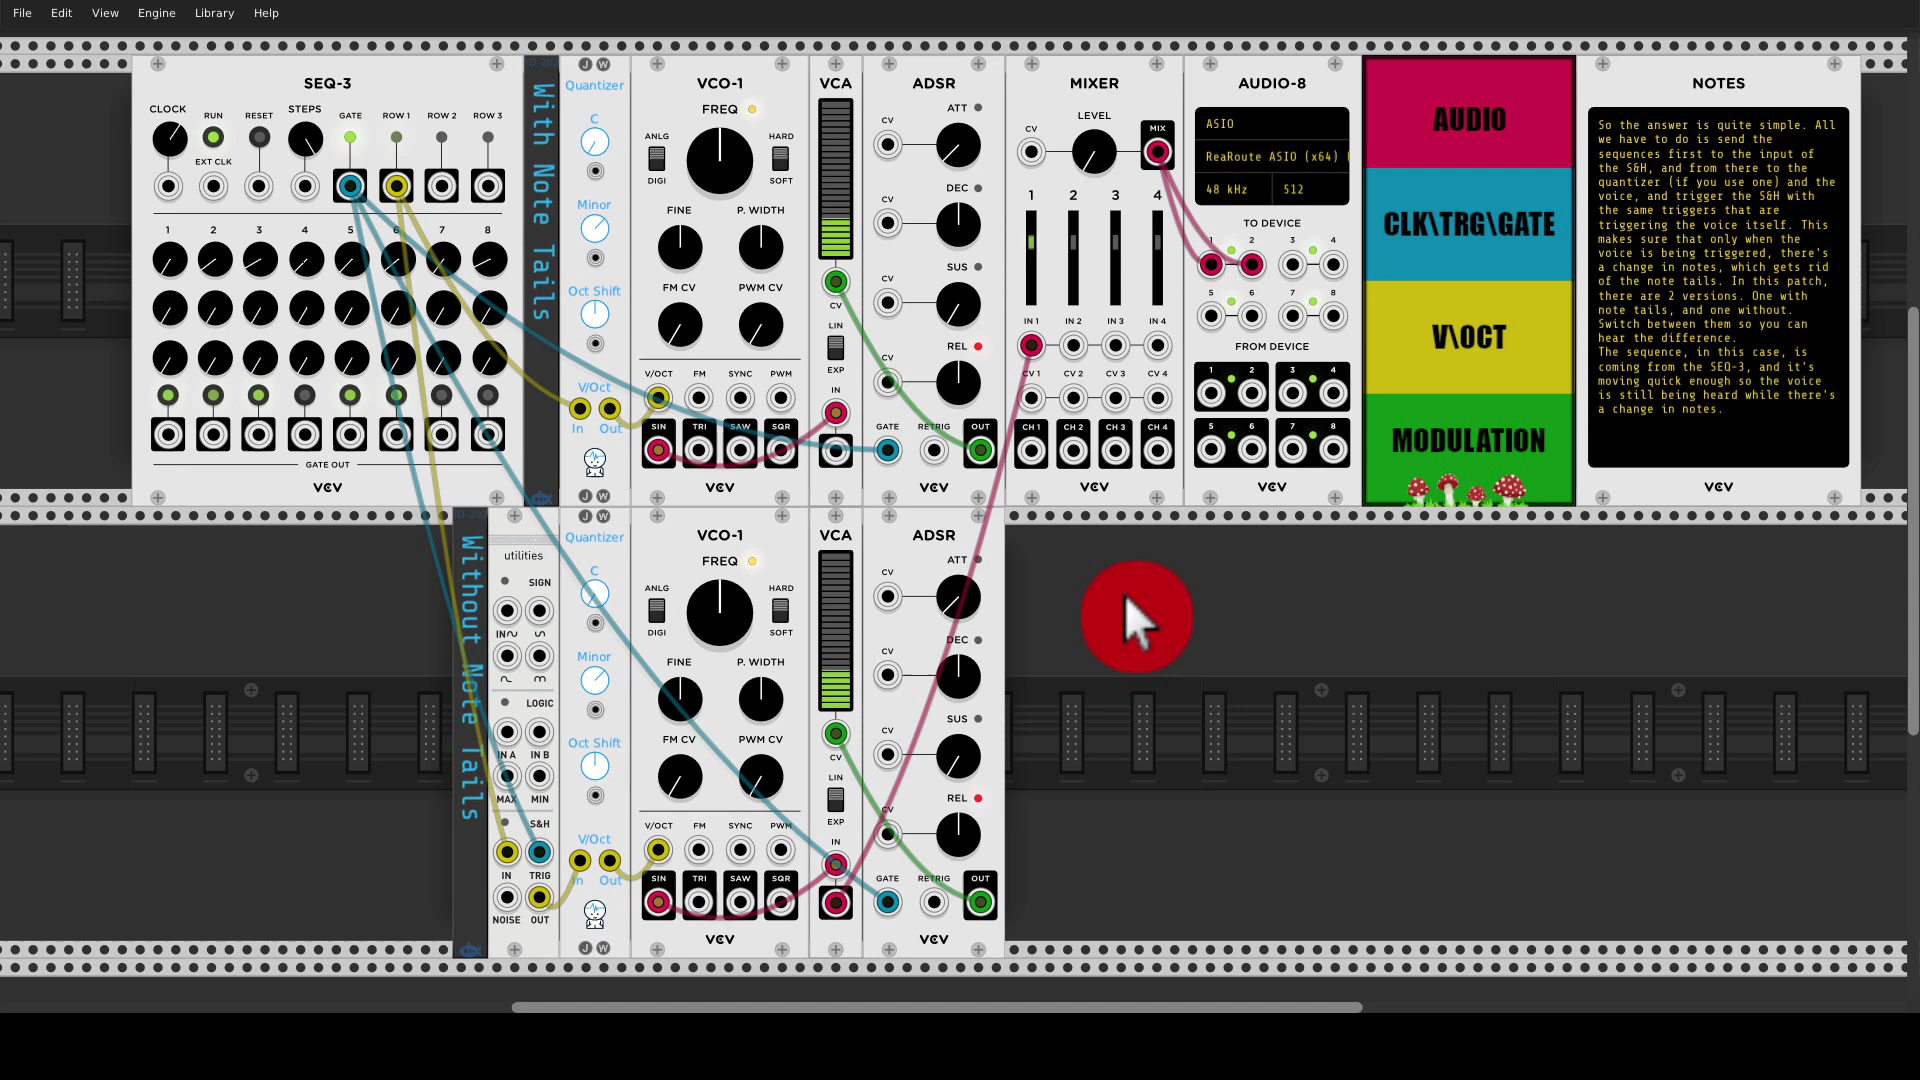 File Edit View Engine Library Help
SEQ-3
CLOCK RUN RESET STEPS GATE ROW 1 ROW 2 ROW 3
EXT CLK
1 2 3 4 5 6 7 8
GATE OUT
VCV
With Note Tails
Quantizer
C
Minor
Oct Shift
V/Oct
In Out
VCO-1
FREQ
ANLG HARD
DIGI SOFT
FINE P. WIDTH
FM CV PWM CV
V/OCT FM SYNC PWM
SIN TRI SAW SQR
VCV
VCA
CV
LIN
EXP
IN
ADSR
ATT
CV
DEC
CV
SUS
CV
REL
CV
GATE RETRIG OUT
VCV
MIXER
LEVEL
CV MIX
1 2 3 4
IN 1 IN 2 IN 3 IN 4
CV 1 CV 2 CV 3 CV 4
CH 1 CH 2 CH 3 CH 4
VCV
AUDIO-8
ASIO
ReaRoute ASIO (x64) (
48 kHz 512
TO DEVICE
1 2 3 4
5 6 7 8
FROM DEVICE
1 2 3 4
5 6 7 8
VCV
AUDIO
CLK\TRG\GATE
V\OCT
MODULATION
NOTES
So the answer is quite simple. All
we have to do is send the
sequences first to the input of
the S&H, and from there to the
quantizer (if you use one) and the
voice, and trigger the S&H with
the same triggers that are
triggering the voice itself. This
makes sure that only when the
voice is being triggered, there's
a change in notes, which gets rid
of the note tails. In this patch,
there are 2 versions. One with
note tails, and one without.
Switch between them so you can
hear the difference.
The sequence, in this case, is
coming from the SEQ-3, and it's
moving quick enough so the voice
is still being heard while there's
a change in notes.
VCV
Without Note Tails
utilities
SIGN
IN
LOGIC
IN A IN B
MAX MIN
S&H
IN TRIG
NOISE OUT
Quantizer
C
Minor
Oct Shift
V/Oct
In Out
VCO-1
FREQ
ANLG HARD
DIGI SOFT
FINE P. WIDTH
FM CV PWM CV
V/OCT FM SYNC PWM
SIN TRI SAW SQR
VCV
VCA
CV
LIN
EXP
IN
ADSR
ATT
CV
DEC
CV
SUS
CV
REL
CV
GATE RETRIG OUT
VCV